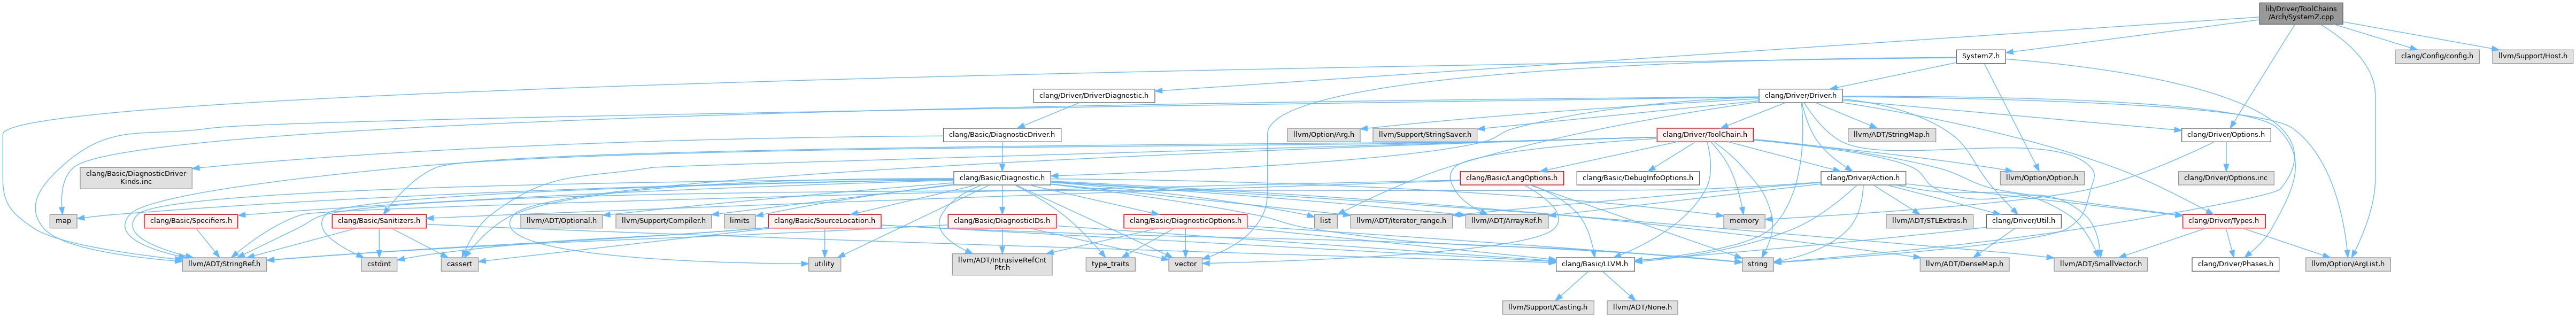 lib/Driver/ToolChains
/Arch/SystemZ.cpp
SystemZ.h
clang/Config/config.h
llvm/Support/Host.h
clang/Driver/DriverDiagnostic.h
clang/Driver/Driver.h
clang/Basic/DiagnosticDriver.h
llvm/Option/Arg.h
llvm/Support/StringSaver.h
clang/Driver/ToolChain.h
llvm/ADT/StringMap.h
clang/Driver/Options.h
clang/Basic/DiagnosticDriver
Kinds.inc
clang/Basic/Diagnostic.h
clang/Basic/LangOptions.h
clang/Basic/DebugInfoOptions.h
clang/Driver/Action.h
llvm/Option/Option.h
clang/Driver/Options.inc
map
clang/Basic/Specifiers.h
clang/Basic/Sanitizers.h
llvm/ADT/Optional.h
llvm/Support/Compiler.h
limits
clang/Basic/SourceLocation.h
clang/Basic/DiagnosticIDs.h
clang/Basic/DiagnosticOptions.h
list
llvm/ADT/iterator_range.h
llvm/ADT/ArrayRef.h
memory
llvm/ADT/STLExtras.h
clang/Driver/Util.h
clang/Driver/Types.h
llvm/ADT/StringRef.h
cstdint
cassert
utility
llvm/ADT/IntrusiveRefCnt
Ptr.h
type_traits
vector
clang/Basic/LLVM.h
string
llvm/ADT/DenseMap.h
llvm/ADT/SmallVector.h
clang/Driver/Phases.h
llvm/Option/ArgList.h
llvm/Support/Casting.h
llvm/ADT/None.h